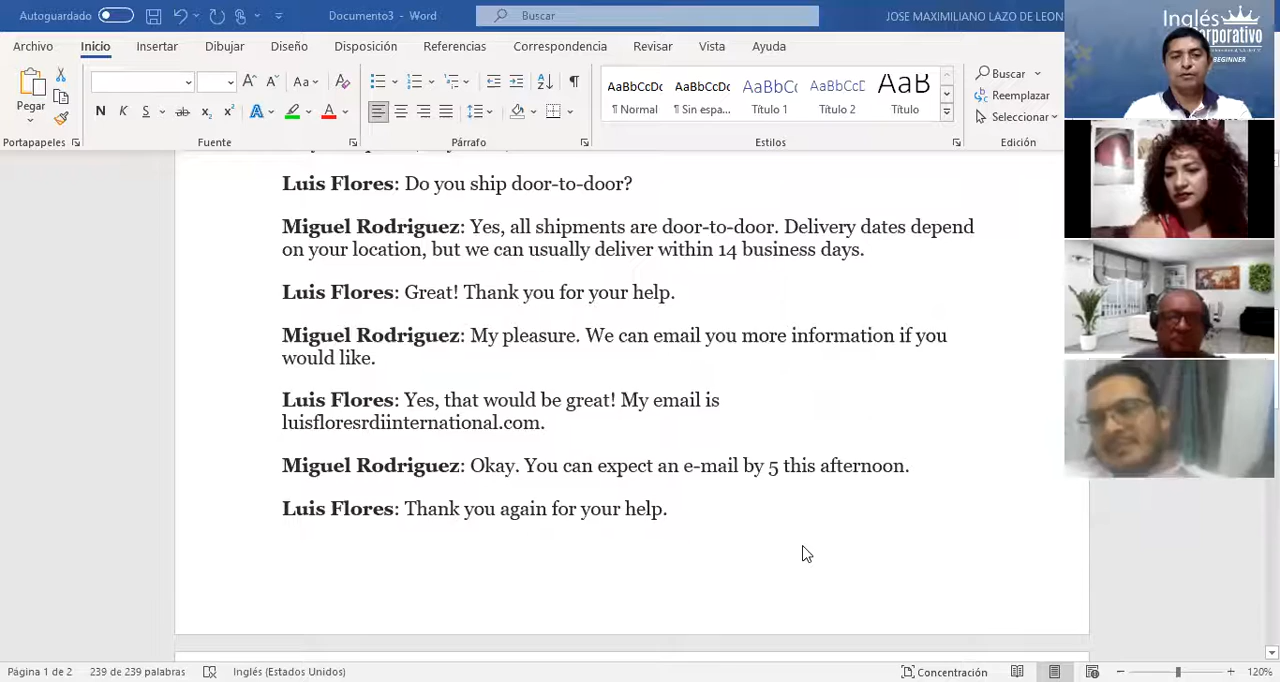 Autoguardado
Documento3 - Word
Buscar
JOSE MAXIMILIANO LAZO DE LEON
Archivo Inicio Insertar Dibujar Diseño Disposición Referencias Correspondencia Revisar Vista Ayuda
Pegar
N K S ab x₂ x² A A
Aa
AaBbCcDc AaBbCcDc AaBbCc AaBbCcD AaB
¶ Normal ¶ Sin espa... Título 1 Título 2 Título
Buscar
Reemplazar
Seleccionar
Portapapeles Fuente Párrafo Estilos Edición
Inglés
BEGINNER
Luis Flores: Do you ship door-to-door?
Miguel Rodriguez: Yes, all shipments are door-to-door. Delivery dates depend
on your location, but we can usually deliver within 14 business days.
Luis Flores: Great! Thank you for your help.
Miguel Rodriguez: My pleasure. We can email you more information if you
would like.
Luis Flores: Yes, that would be great! My email is
luisfloresrdiinternational.com.
Miguel Rodriguez: Okay. You can expect an e-mail by 5 this afternoon.
Luis Flores: Thank you again for your help.
Página 1 de 2 239 de 239 palabras Inglés (Estados Unidos) Concentración 120%